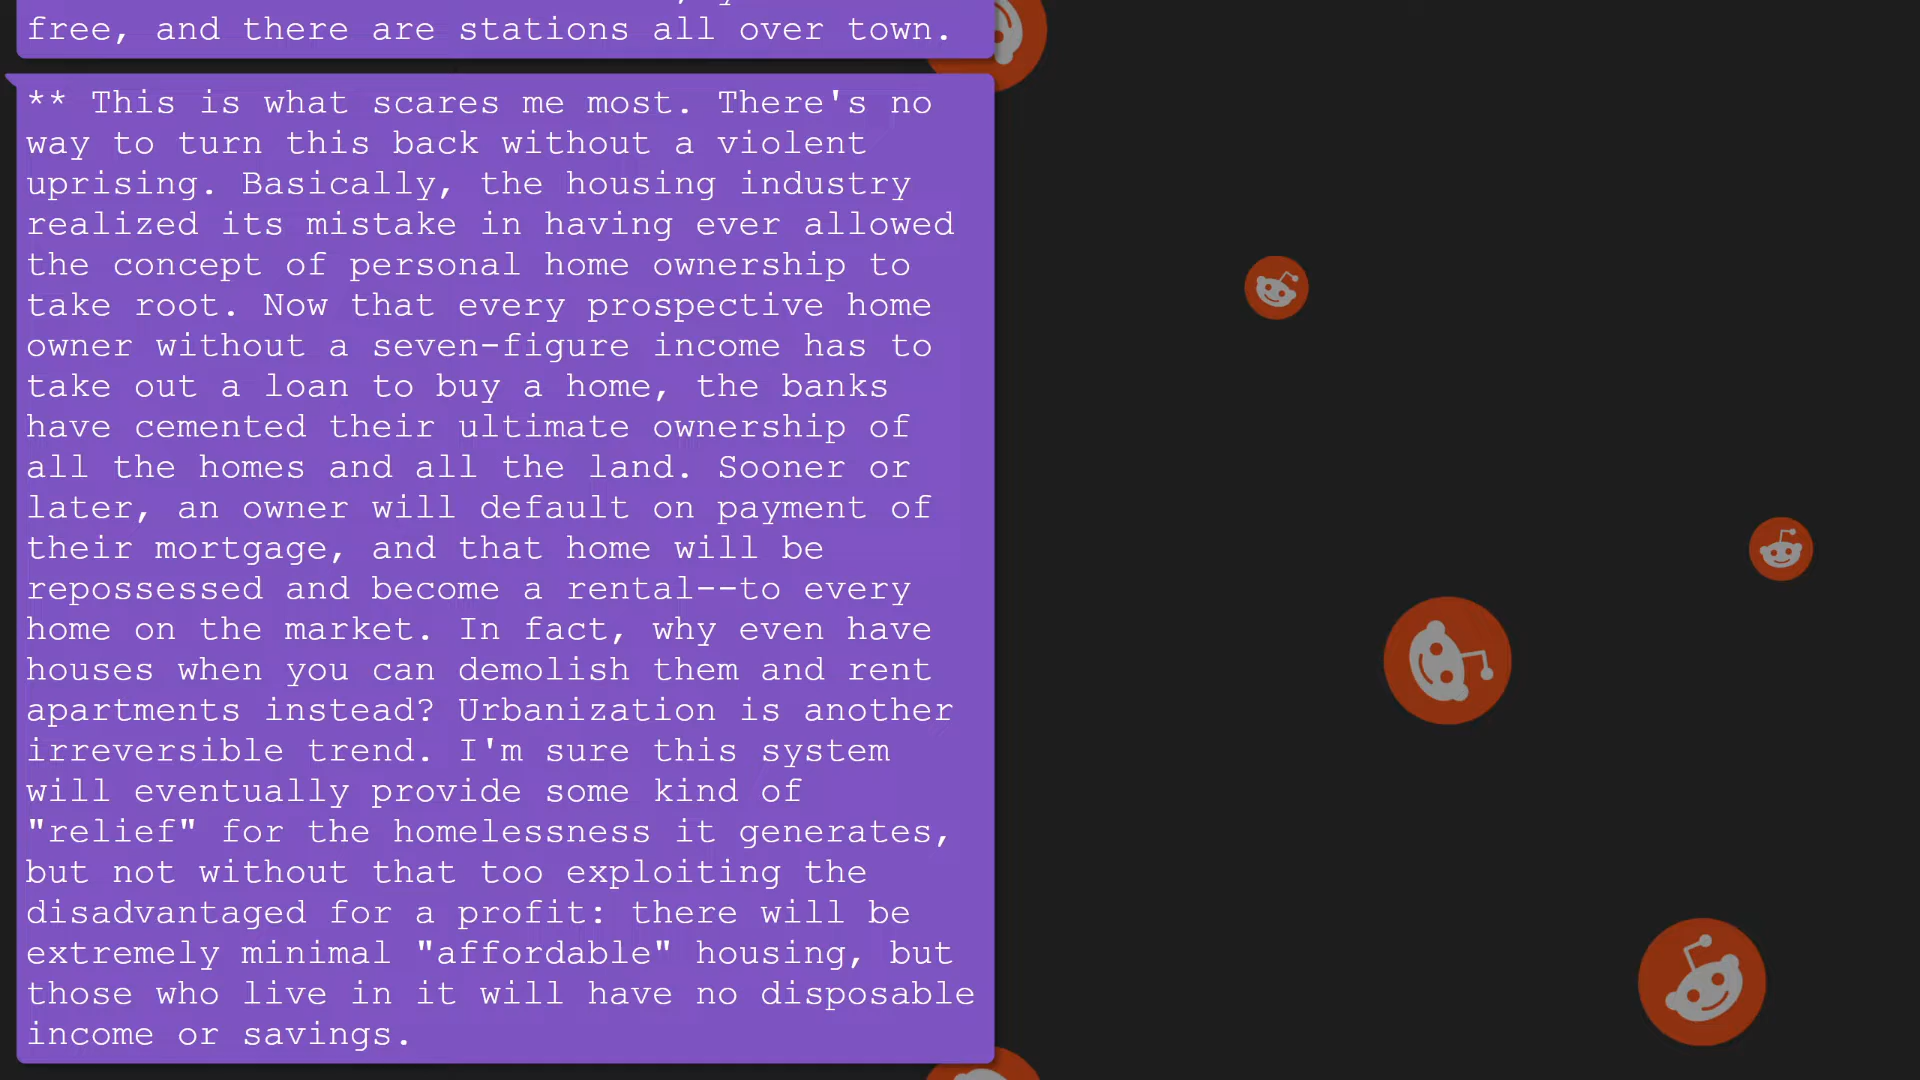 free, and there are stations all over town.
** This is what scares me most. There's no
way to turn this back without a violent
uprising. Basically, the housing industry
realized its mistake in having ever allowed
the concept of personal home ownership to
take root. Now that every prospective home
owner without a seven-figure income has to
take out a loan to buy a home, the banks
have cemented their ultimate ownership of
all the homes and all the land. Sooner or
later, an owner will default on payment of
their mortgage, and that home will be
repossessed and become a rental--to every
home on the market. In fact, why even have
houses when you can demolish them and rent
apartments instead? Urbanization is another
irreversible trend. I'm sure this system
will eventually provide some kind of
"relief" for the homelessness it generates,
but not without that too exploiting the
disadvantaged for a profit: there will be
extremely minimal "affordable" housing, but
those who live in it will have no disposable
income or savings.